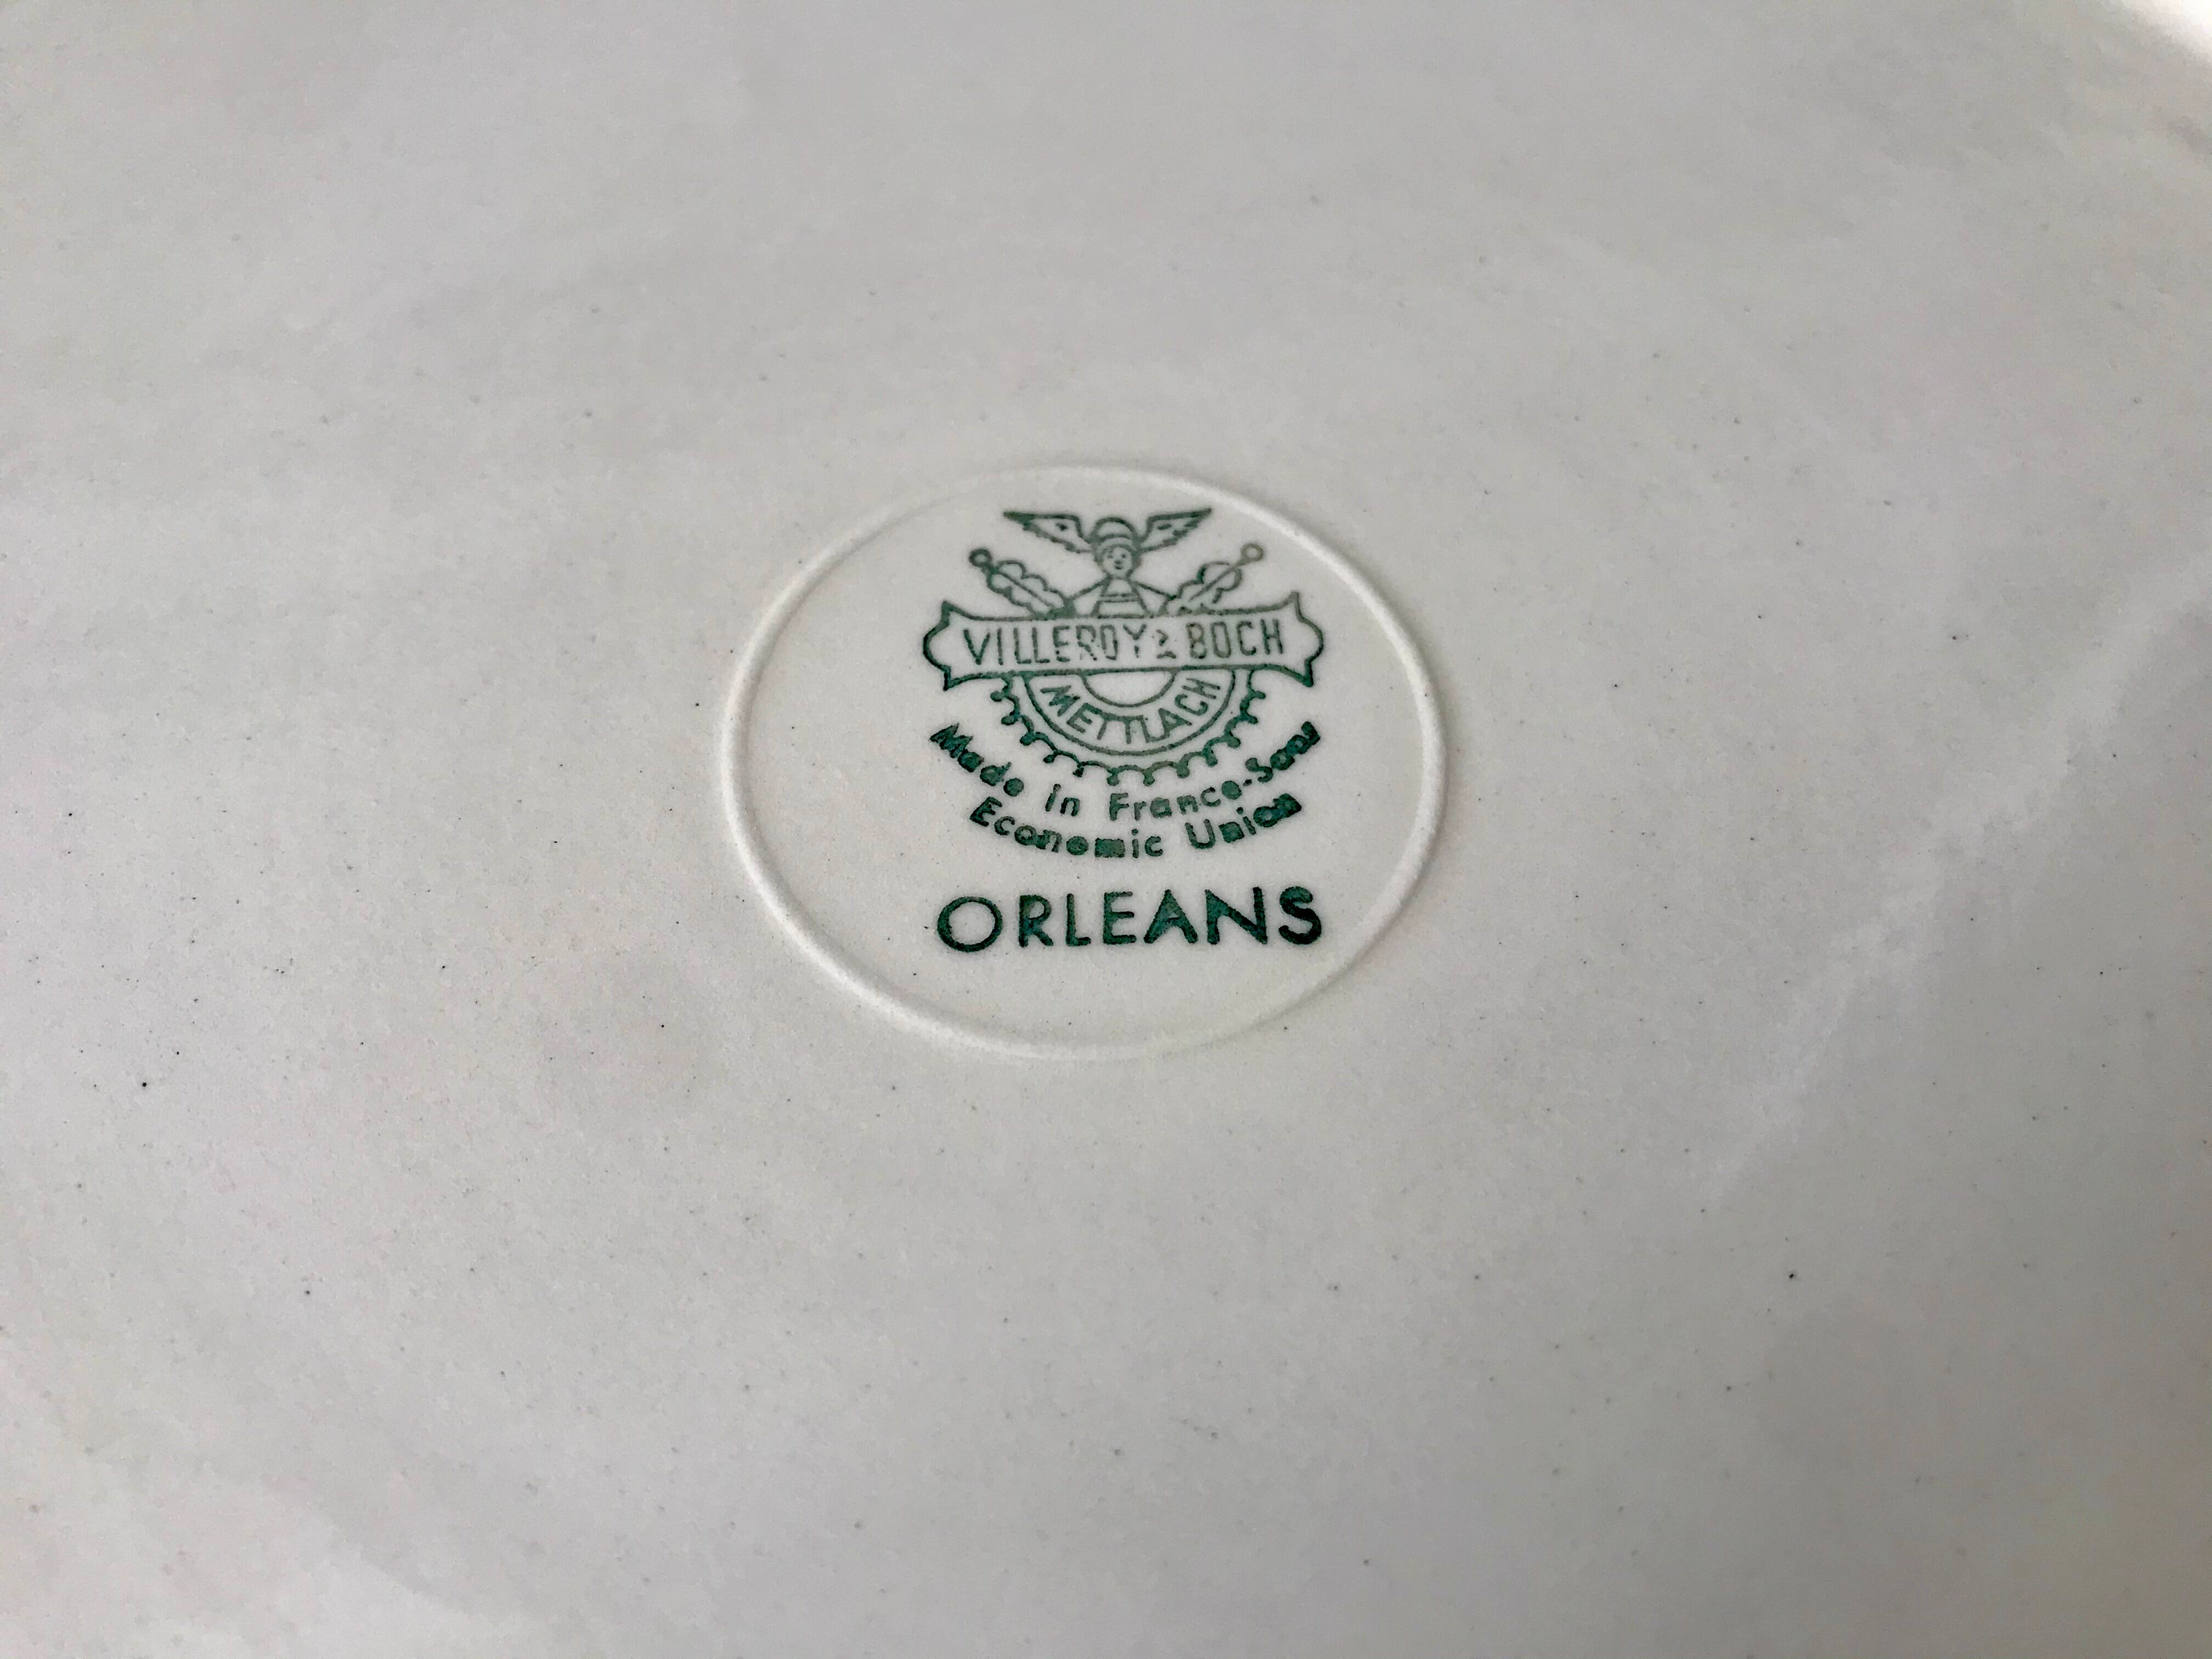 VILLEROY & BOCH
METTLACH
Made in France-Saar
Economic Union
ORLEANS